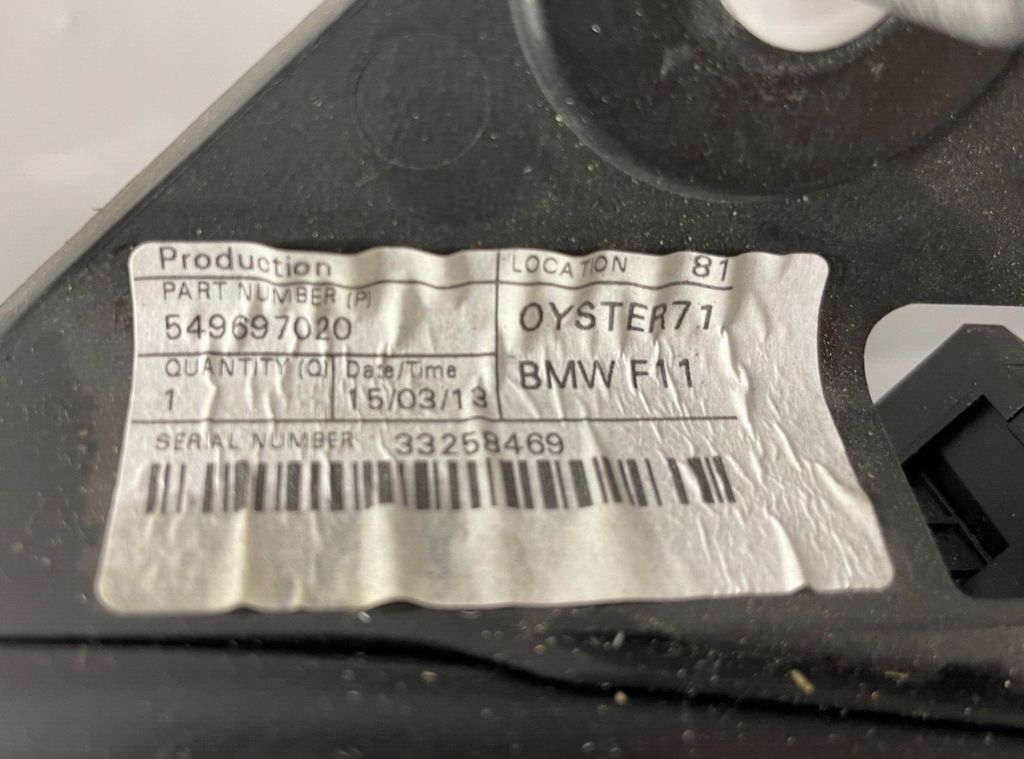 Production
LOCATION 81
PART NUMBER (P)
549697020
OYSTER71
BMW F11
QUANTITY (Q) Date/Time
1 15/03/13
SERIAL NUMBER 33258469